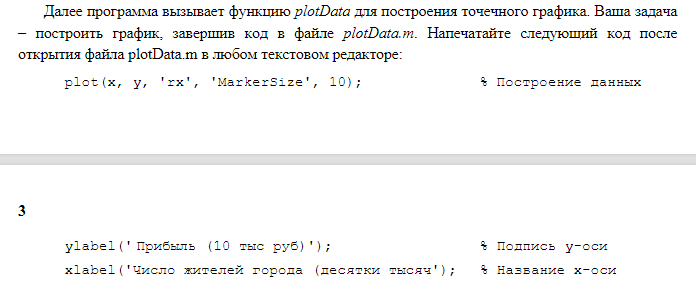 Далее программа вызывает функцию plotData для построения точечного графика. Ваша задача
– построить график, завершив код в файле plotData.m. Напечатайте следующий код после
открытия файла plotData.m в любом текстовом редакторе:
plot(x, y, 'rx', 'MarkerSize', 10); % Построение данных
3
ylabel('Прибыль (10 тыс руб)'); % Подпись y-оси
xlabel('Число жителей города (десятки тысяч'); % Название x-оси